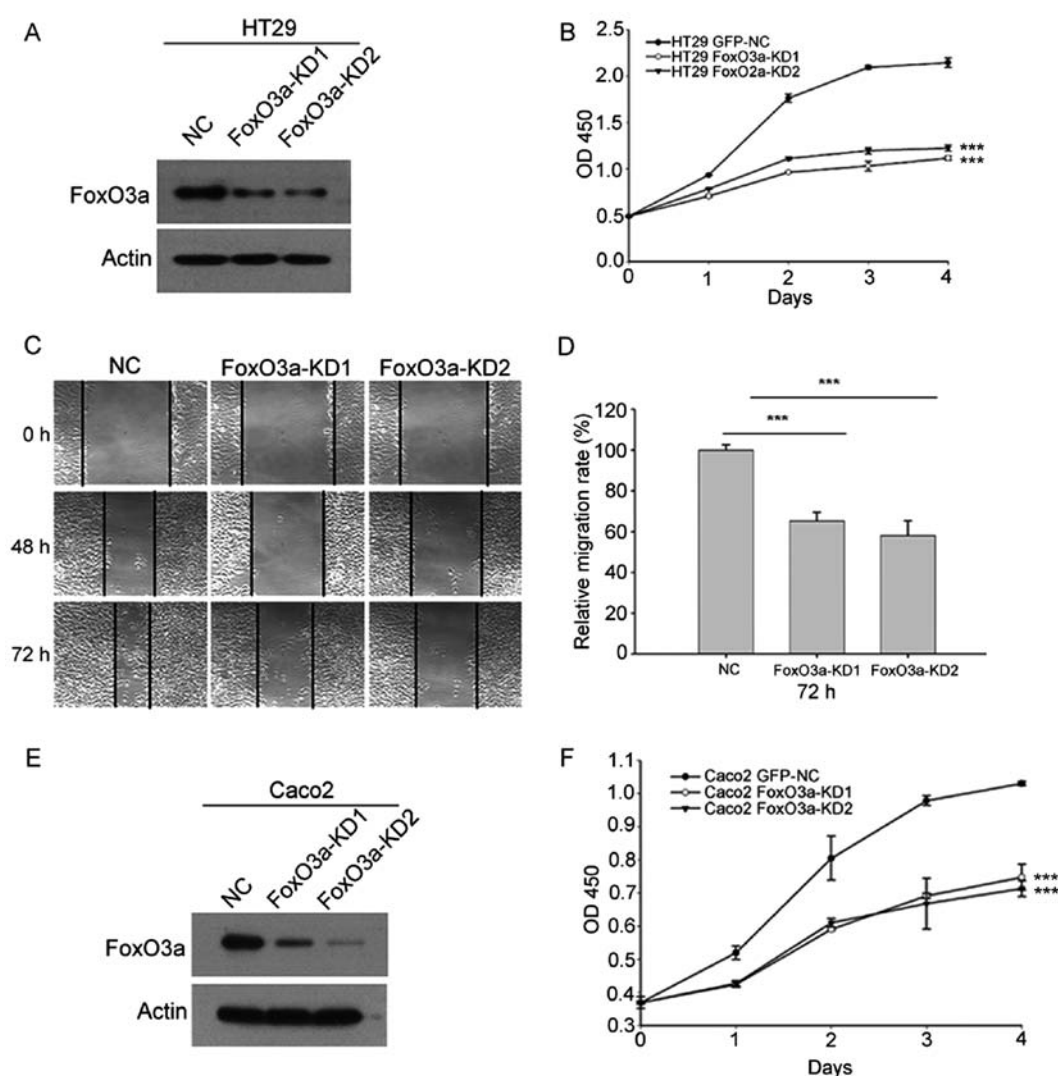 A
HT29
NC
FoxO3a-KD1
FoxO3a-KD2
FoxO3a
Actin
B
HT29 GFP-NC
HT29 FoxO3a-KD1
HT29 FoxO2a-KD2
OD 450
2.5
2.0
1.5
1.0
0.5
0.0
***
***
0 1 2 3 4
Days
C
NC FoxO3a-KD1 FoxO3a-KD2
0 h
48 h
72 h
D
***
***
Relative migration rate (%)
120
100
80
60
40
20
0
NC FoxO3a-KD1 FoxO3a-KD2
72 h
E
Caco2
NC
FoxO3a-KD1
FoxO3a-KD2
FoxO3a
Actin
F
Caco2 GFP-NC
Caco2 FoxO3a-KD1
Caco2 FoxO3a-KD2
OD 450
1.1
1.0
0.9
0.8
0.7
0.6
0.5
0.4
0.3
***
***
0 1 2 3 4
Days